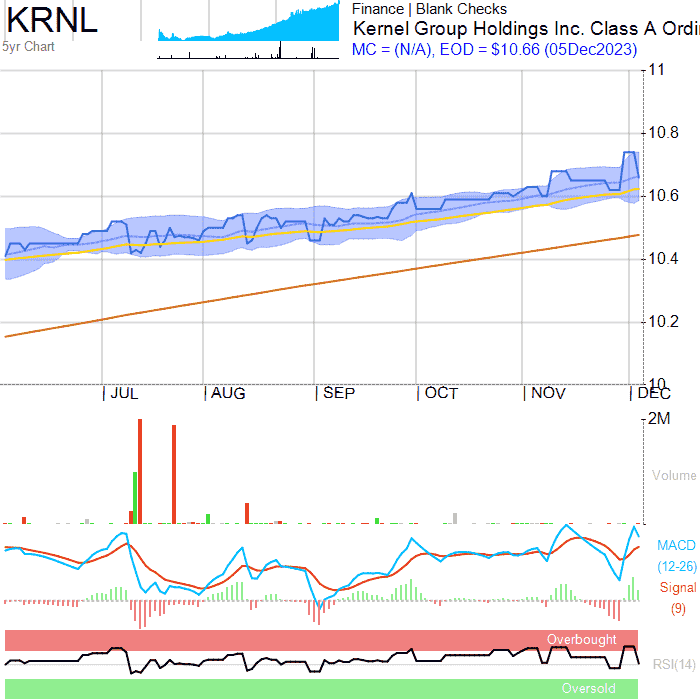 KRNL
5yr Chart
Finance | Blank Checks
Kernel Group Holdings Inc. Class A Ordi
MC = (N/A), EOD = $10.66 (05Dec2023)
11
10.8
10.6
10.4
10.2
10
JUL AUG SEP OCT NOV DEC
2M
Volume
MACD
(12-26)
Signal
(9)
Overbought
RSI(14)
Oversold